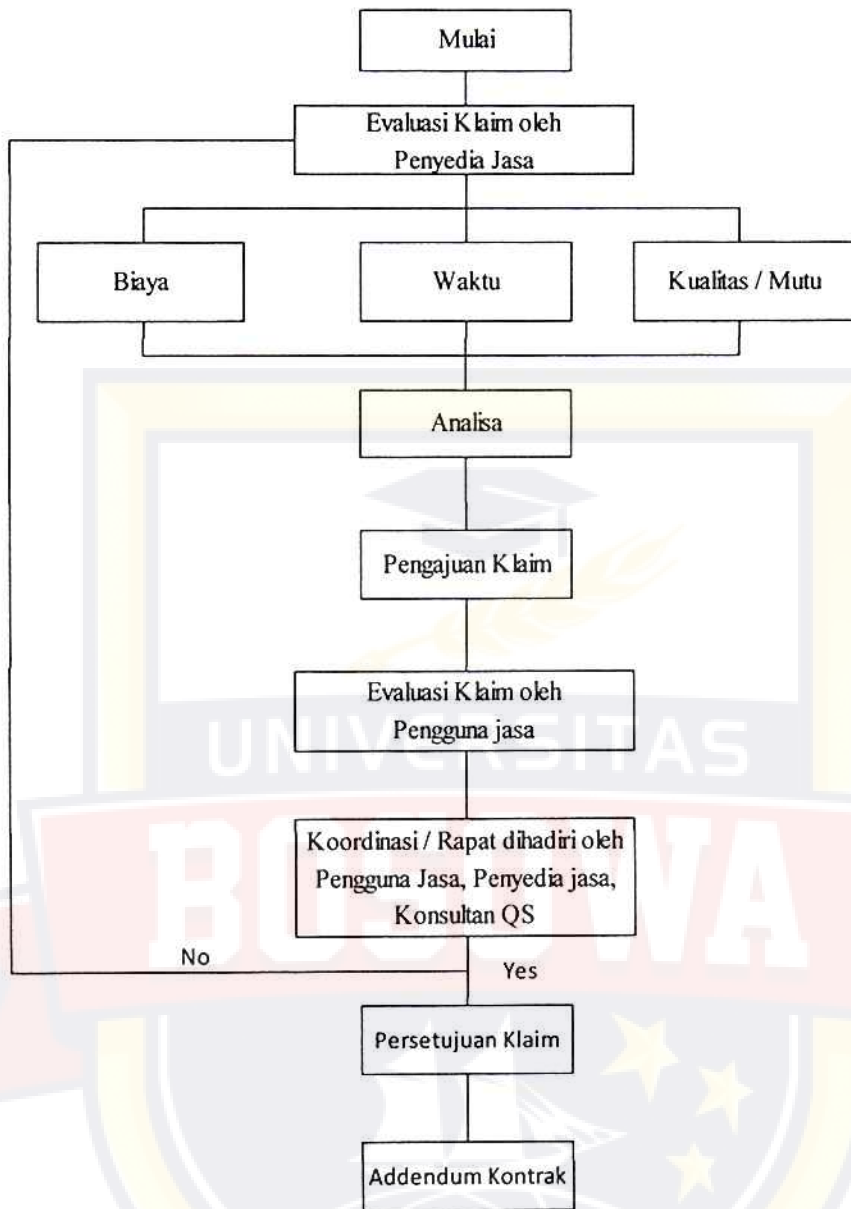 Mulai
Evaluasi Klaim oleh
Penyedia Jasa
Biaya
Waktu
Kualitas / Mutu
Analisa
Pengajuan Klaim
Evaluasi Klaim oleh
Pengguna jasa
UNIVERSITAS
Koordinasi / Rapat dihadiri oleh
Pengguna Jasa, Penyedia jasa,
Konsultan QS
BOSOWA
No
Yes
Persetujuan Klaim
Addendum Kontrak